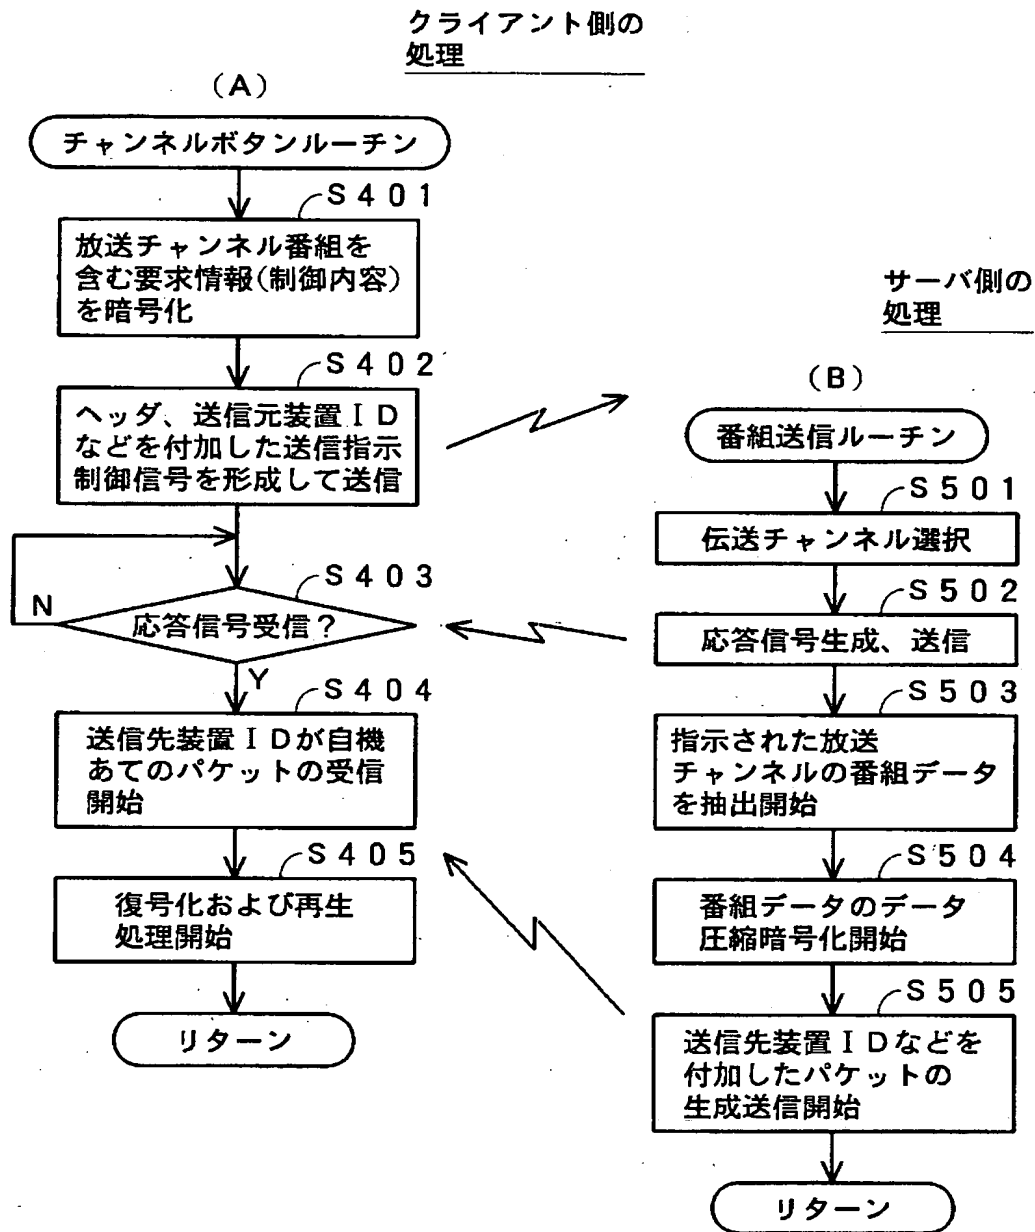 クライアント側の
処理
(A)
チャンネルボタンルーチン
S401
放送チャンネル番組を
含む要求情報(制御内容)
を暗号化
S402
ヘッダ、送信元装置ID
などを付加した送信指示
制御信号を形成して送信
S403
N
応答信号受信?
Y
S404
送信先装置IDが自機
あてのパケットの受信
開始
S405
復号化および再生
処理開始
リターン
サーバ側の
処理
(B)
番組送信ルーチン
S501
伝送チャンネル選択
S502
応答信号生成、送信
S503
指示された放送
チャンネルの番組データ
を抽出開始
S504
番組データのデータ
圧縮暗号化開始
S505
送信先装置IDなどを
付加したパケットの
生成送信開始
リターン